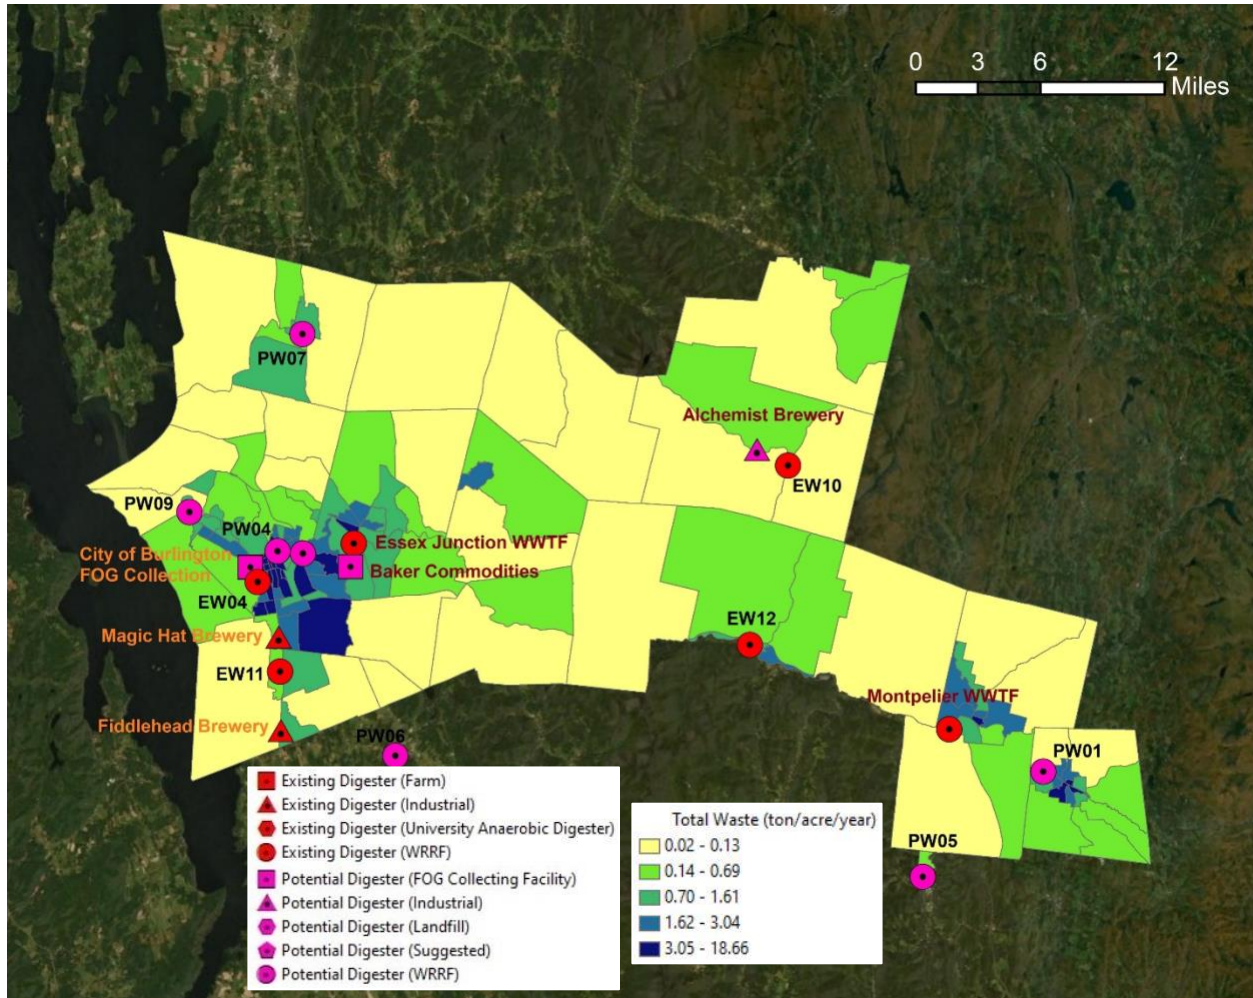 0 3 6 12
Miles
PW07
Alchemist Brewery
EW10
PW09
PW04
City of Burlington
FOG Collection
Essex Junction WWTF
Baker Commodities
EW04
Magic Hat Brewery
EW11
EW12
Fiddlehead Brewery
PW06
Montpelier WWTF
PW01
PW05
Existing Digester (Farm)
Existing Digester (Industrial)
Existing Digester (University Anaerobic Digester)
Existing Digester (WRRF)
Potential Digester (FOG Collecting Facility)
Potential Digester (Industrial)
Potential Digester (Landfill)
Potential Digester (Suggested)
Potential Digester (WRRF)
Total Waste (ton/acre/year)
0.02 - 0.13
0.14 - 0.69
0.70 - 1.61
1.62 - 3.04
3.05 - 18.66